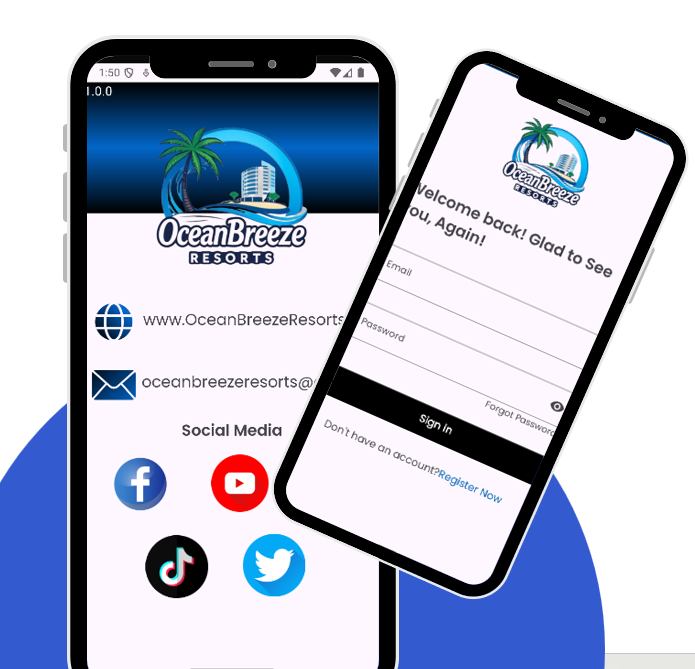 1:50
1.0.0
OceanBreeze
RESORTS
www.OceanBreezeResorts
oceanbreezeresorts@
Social Media
OceanBreeze
RESORTS
Welcome back! Glad to See
ou, Again!
Email
Password
Forgot Password
Sign In
Don't have an account?Register Now